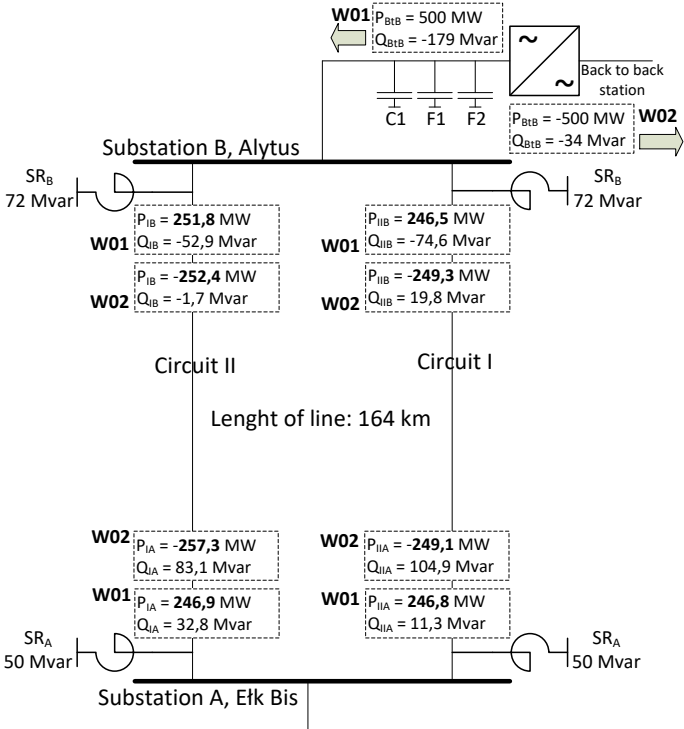 W01
P_BtB = 500 MW
Q_BtB = -179 Mvar
Back to back
station
C1 F1 F2
P_BtB = -500 MW
Q_BtB = -34 Mvar
W02
Substation B, Alytus
SR_B
72 Mvar
SR_B
72 Mvar
W01
P_IB = 251,8 MW
Q_IB = -52,9 Mvar
W01
P_IIB = 246,5 MW
Q_IIB = -74,6 Mvar
W02
P_IB = -252,4 MW
Q_IB = -1,7 Mvar
W02
P_IIB = -249,3 MW
Q_IIB = 19,8 Mvar
Circuit II
Circuit I
Lenght of line: 164 km
W02
P_IA = -257,3 MW
Q_IA = 83,1 Mvar
W02
P_IIA = -249,1 MW
Q_IIA = 104,9 Mvar
W01
P_IA = 246,9 MW
Q_IA = 32,8 Mvar
W01
P_IIA = 246,8 MW
Q_IIA = 11,3 Mvar
SR_A
50 Mvar
SR_A
50 Mvar
Substation A, Ełk Bis